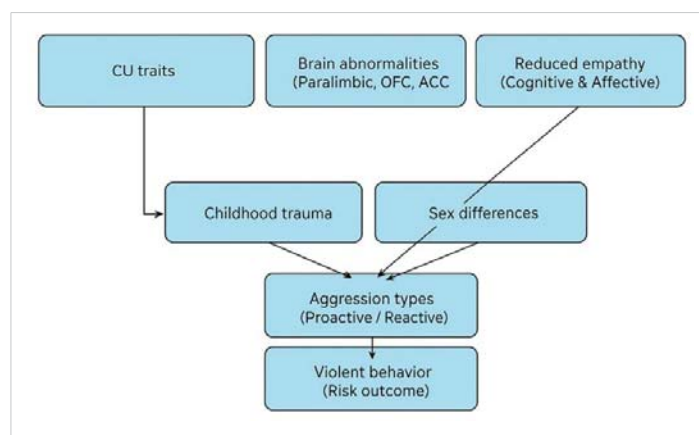 CU traits
Brain abnormalities
(Paralimbic, OFC, ACC
Reduced empathy
(Cognitive & Affective)
Childhood trauma
Sex differences
Aggression types
(Proactive / Reactive)
Violent behavior
(Risk outcome)